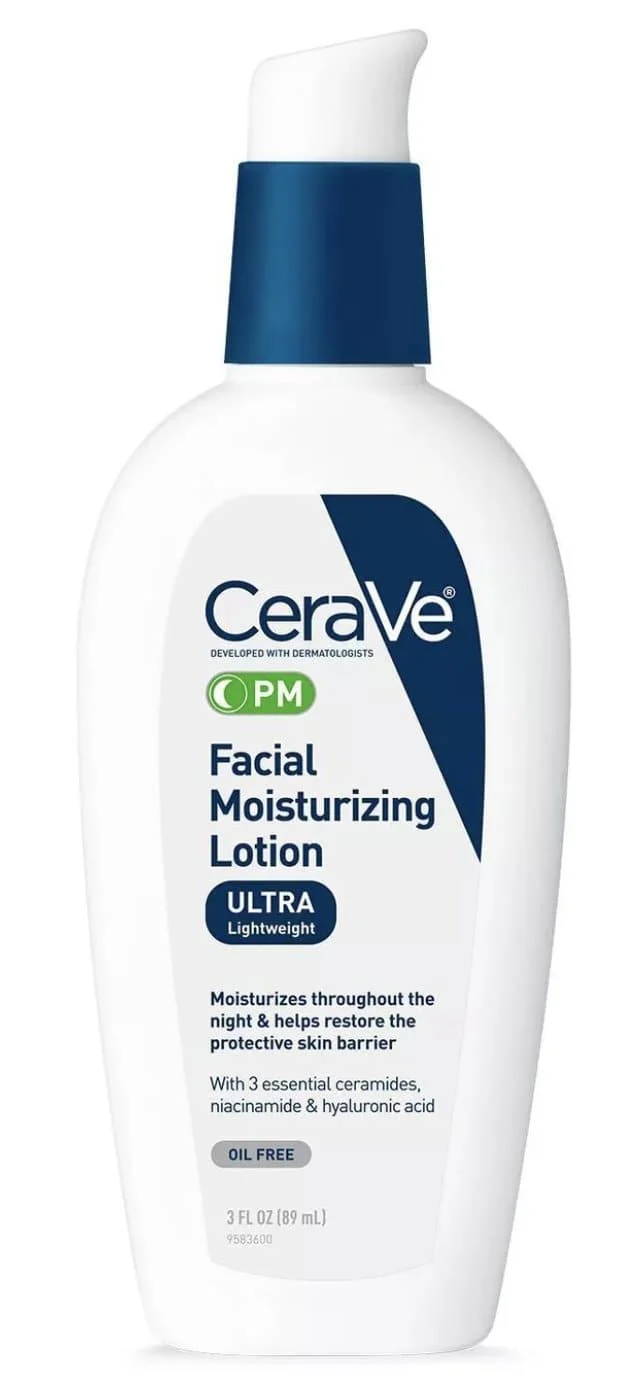 CeraVe®
DEVELOPED WITH DERMATOLOGISTS
PM
Facial
Moisturizing
Lotion
ULTRA
Lightweight
Moisturizes throughout the
night & helps restore the
protective skin barrier
With 3 essential ceramides,
niacinamide & hyaluronic acid
OIL FREE
3 FL OZ (89 mL)
9583600